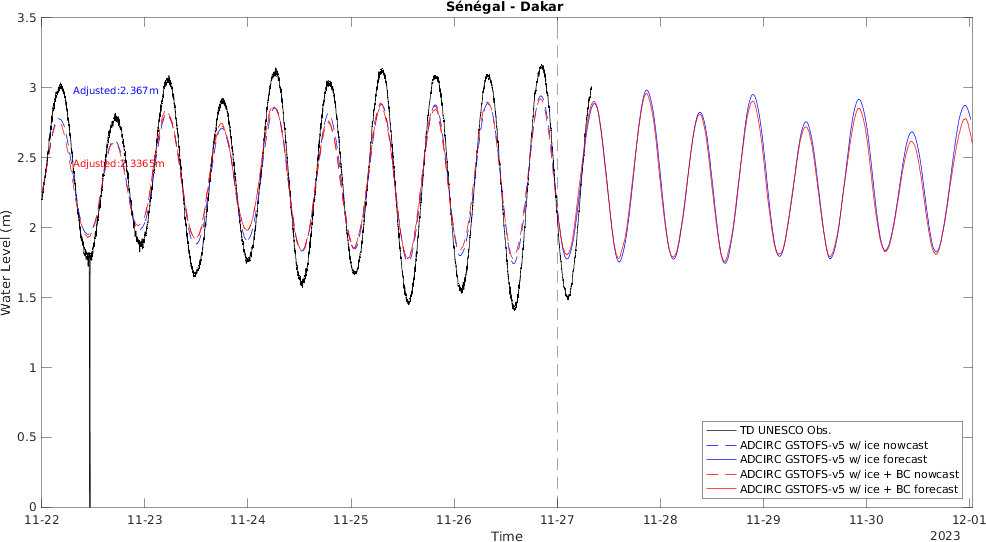 Sénégal - Dakar
3.5
3
2.5
2
1.5
1
0.5
0
Water Level (m)
Adjusted:2.367m
Adjusted:2.3365m
TD UNESCO Obs.
ADCIRC GSTOFS-v5 w/ ice nowcast
ADCIRC GSTOFS-v5 w/ ice forecast
ADCIRC GSTOFS-v5 w/ ice + BC nowcast
ADCIRC GSTOFS-v5 w/ ice + BC forecast
11-22 11-23 11-24 11-25 11-26 11-27 11-28 11-29 11-30 12-01
Time
2023